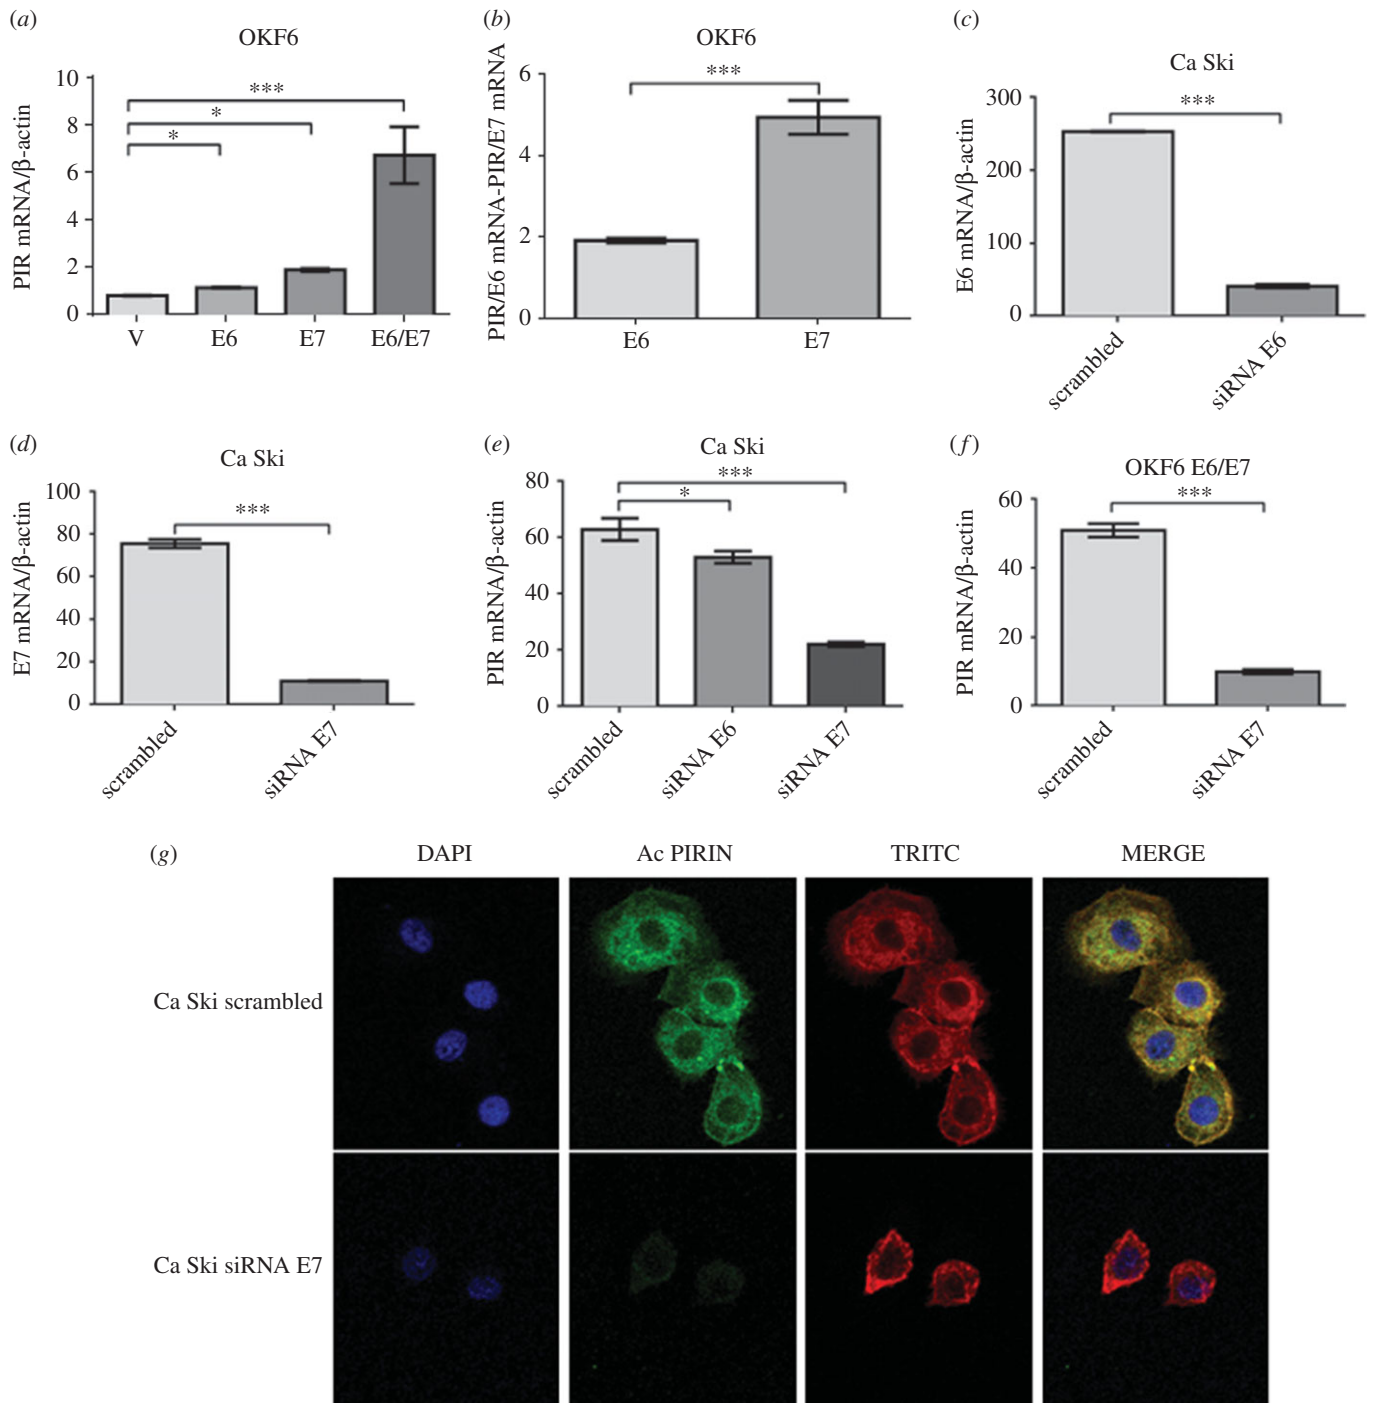 (a)
OKF6
PIR mRNA/β-actin
10
8
6
4
2
0
***
*
*
V E6 E7 E6/E7
(b)
OKF6
PIR/E6 mRNA-PIR/E7 mRNA
6
4
2
0
***
E6 E7
(c)
Ca Ski
E6 mRNA/β-actin
300
200
100
0
***
scrambled siRNA E6
(d)
Ca Ski
E7 mRNA/β-actin
100
80
60
40
20
0
***
scrambled siRNA E7
(e)
Ca Ski
PIR mRNA/β-actin
80
60
40
20
0
***
*
scrambled siRNA E6 siRNA E7
(f)
OKF6 E6/E7
PIR mRNA/β-actin
60
40
20
0
***
scrambled siRNA E7
(g)
DAPI Ac PIRIN TRITC MERGE
Ca Ski scrambled
Ca Ski siRNA E7